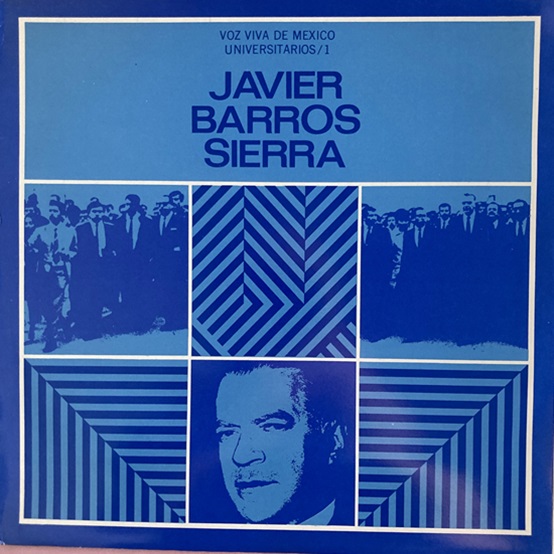 VOZ VIVA DE MEXICO
UNIVERSITARIOS/1
JAVIER
BARROS
SIERRA